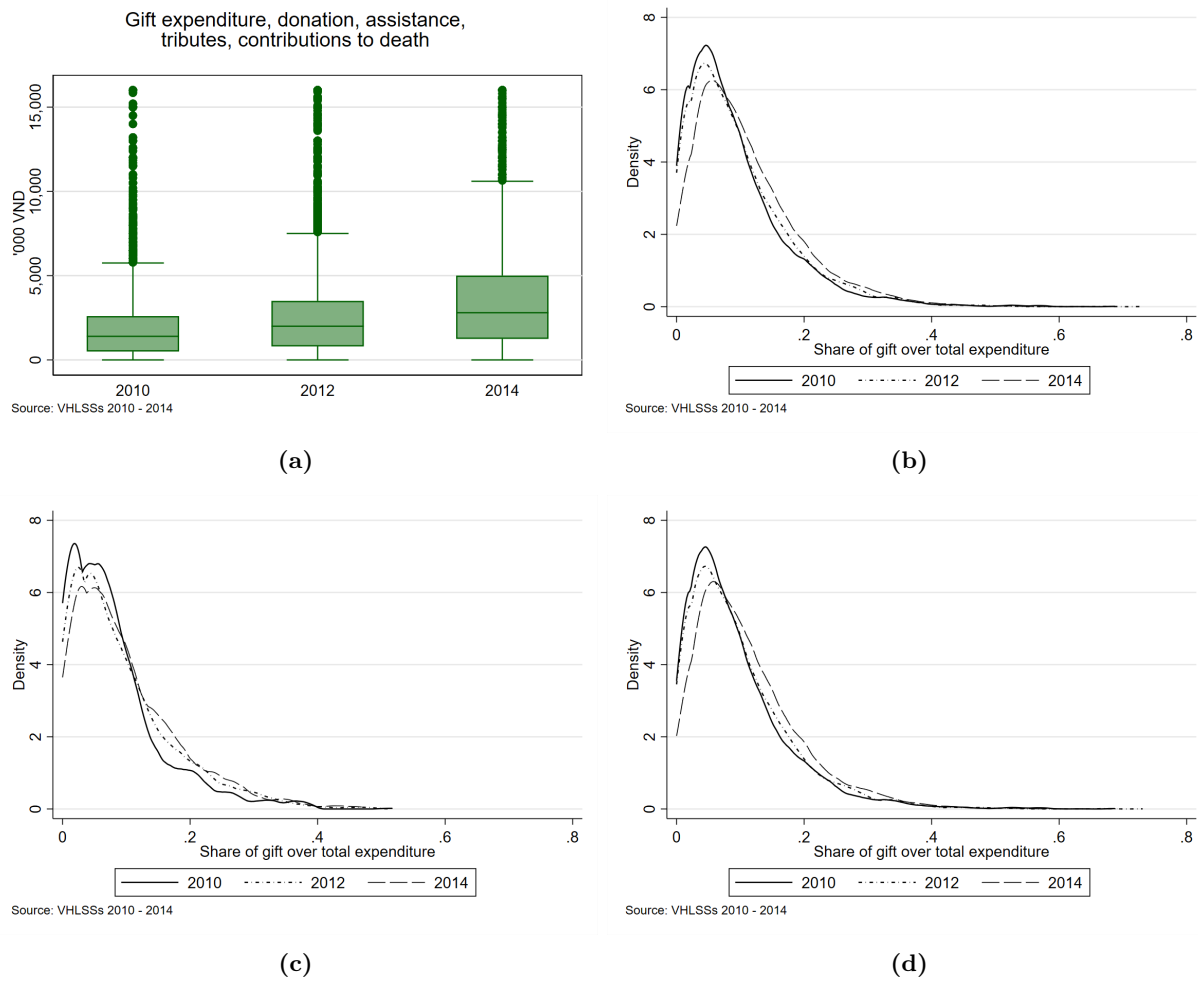 Gift expenditure, donation, assistance,
tributes, contributions to death
'000 VND
15,000
10,000
5,000
0
2010 2012 2014
Source: VHLSSs 2010 - 2014
(a)
Density
8
6
4
2
0
0 .2 .4 .6 .8
Share of gift over total expenditure
2010 2012 2014
Source: VHLSSs 2010 - 2014
(b)
Density
8
6
4
2
0
0 .2 .4 .6 .8
Share of gift over total expenditure
2010 2012 2014
Source: VHLSSs 2010 - 2014
(c)
Density
8
6
4
2
0
0 .2 .4 .6 .8
Share of gift over total expenditure
2010 2012 2014
Source: VHLSSs 2010 - 2014
(d)